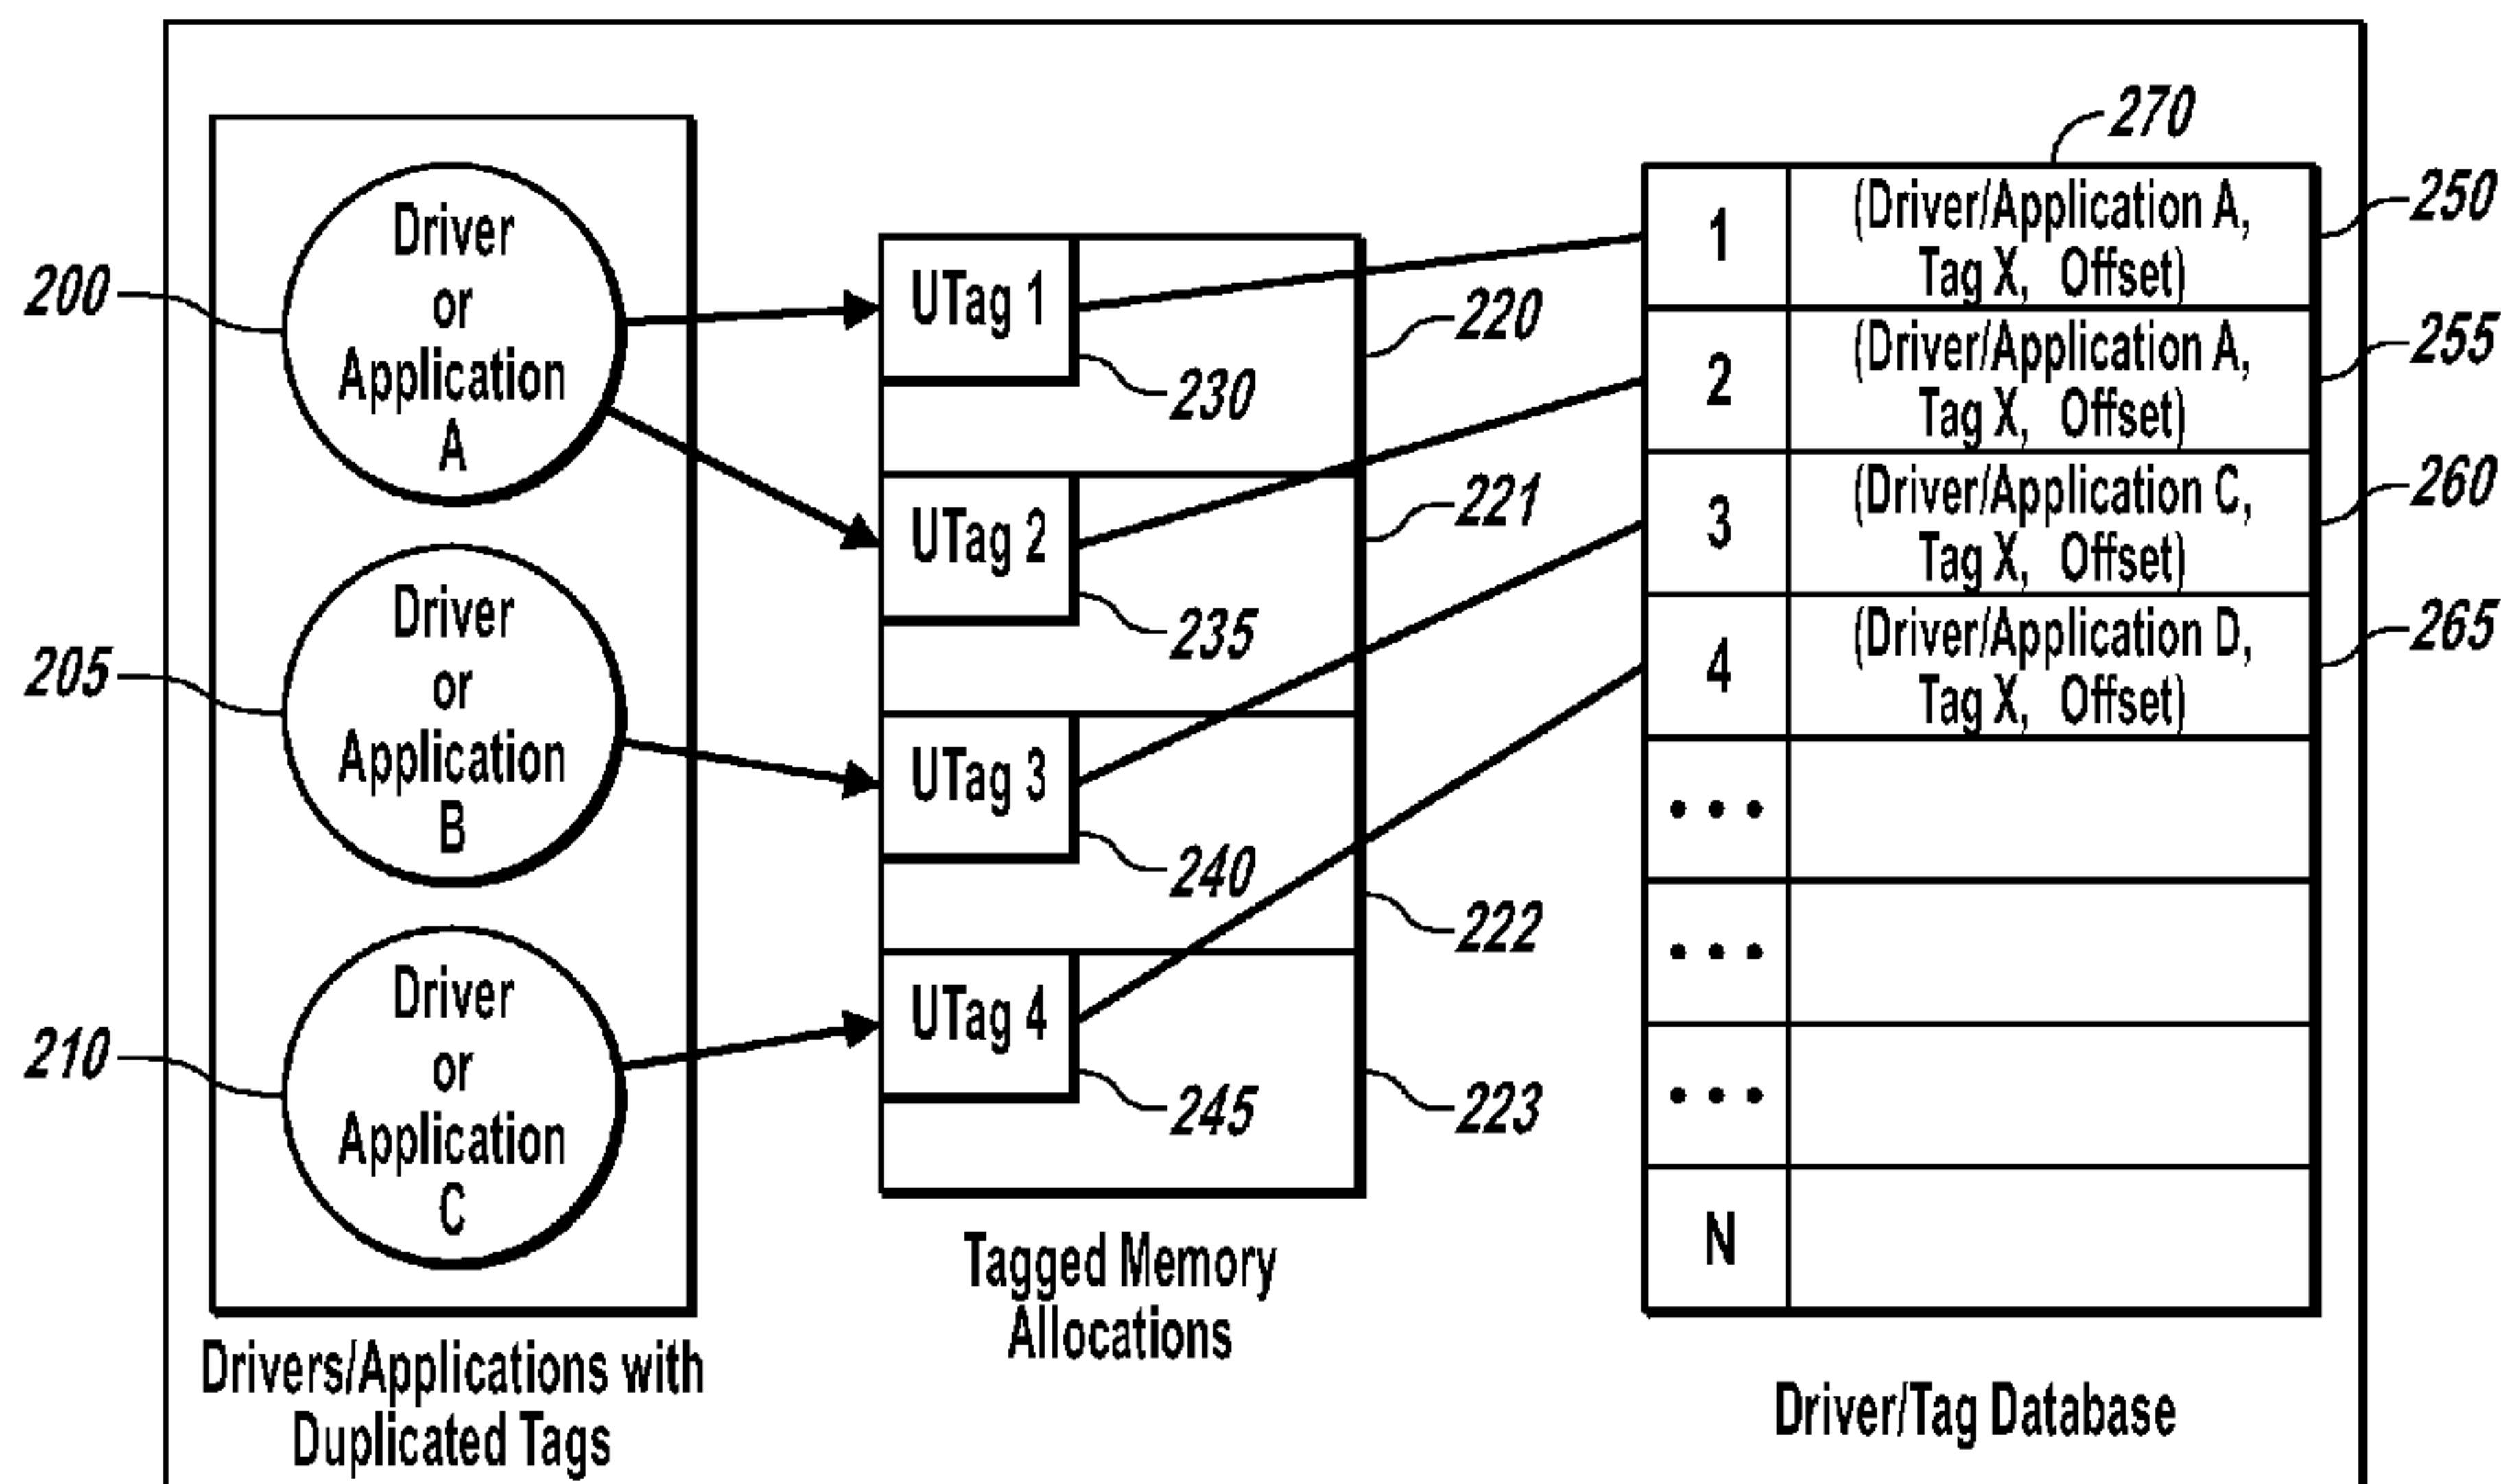 270
1
(Driver/Application A,
Tag X, Offset)
250
2
(Driver/Application A,
Tag X, Offset)
255
3
(Driver/Application C,
Tag X, Offset)
260
4
(Driver/Application D,
Tag X, Offset)
265
• • •
• • •
• • •
N
Driver/Tag Database
200
Driver
or
Application
A
205
Driver
or
Application
B
210
Driver
or
Application
C
Drivers/Applications with
Duplicated Tags
UTag 1
230
220
UTag 2
235
221
UTag 3
240
222
UTag 4
245
223
Tagged Memory
Allocations